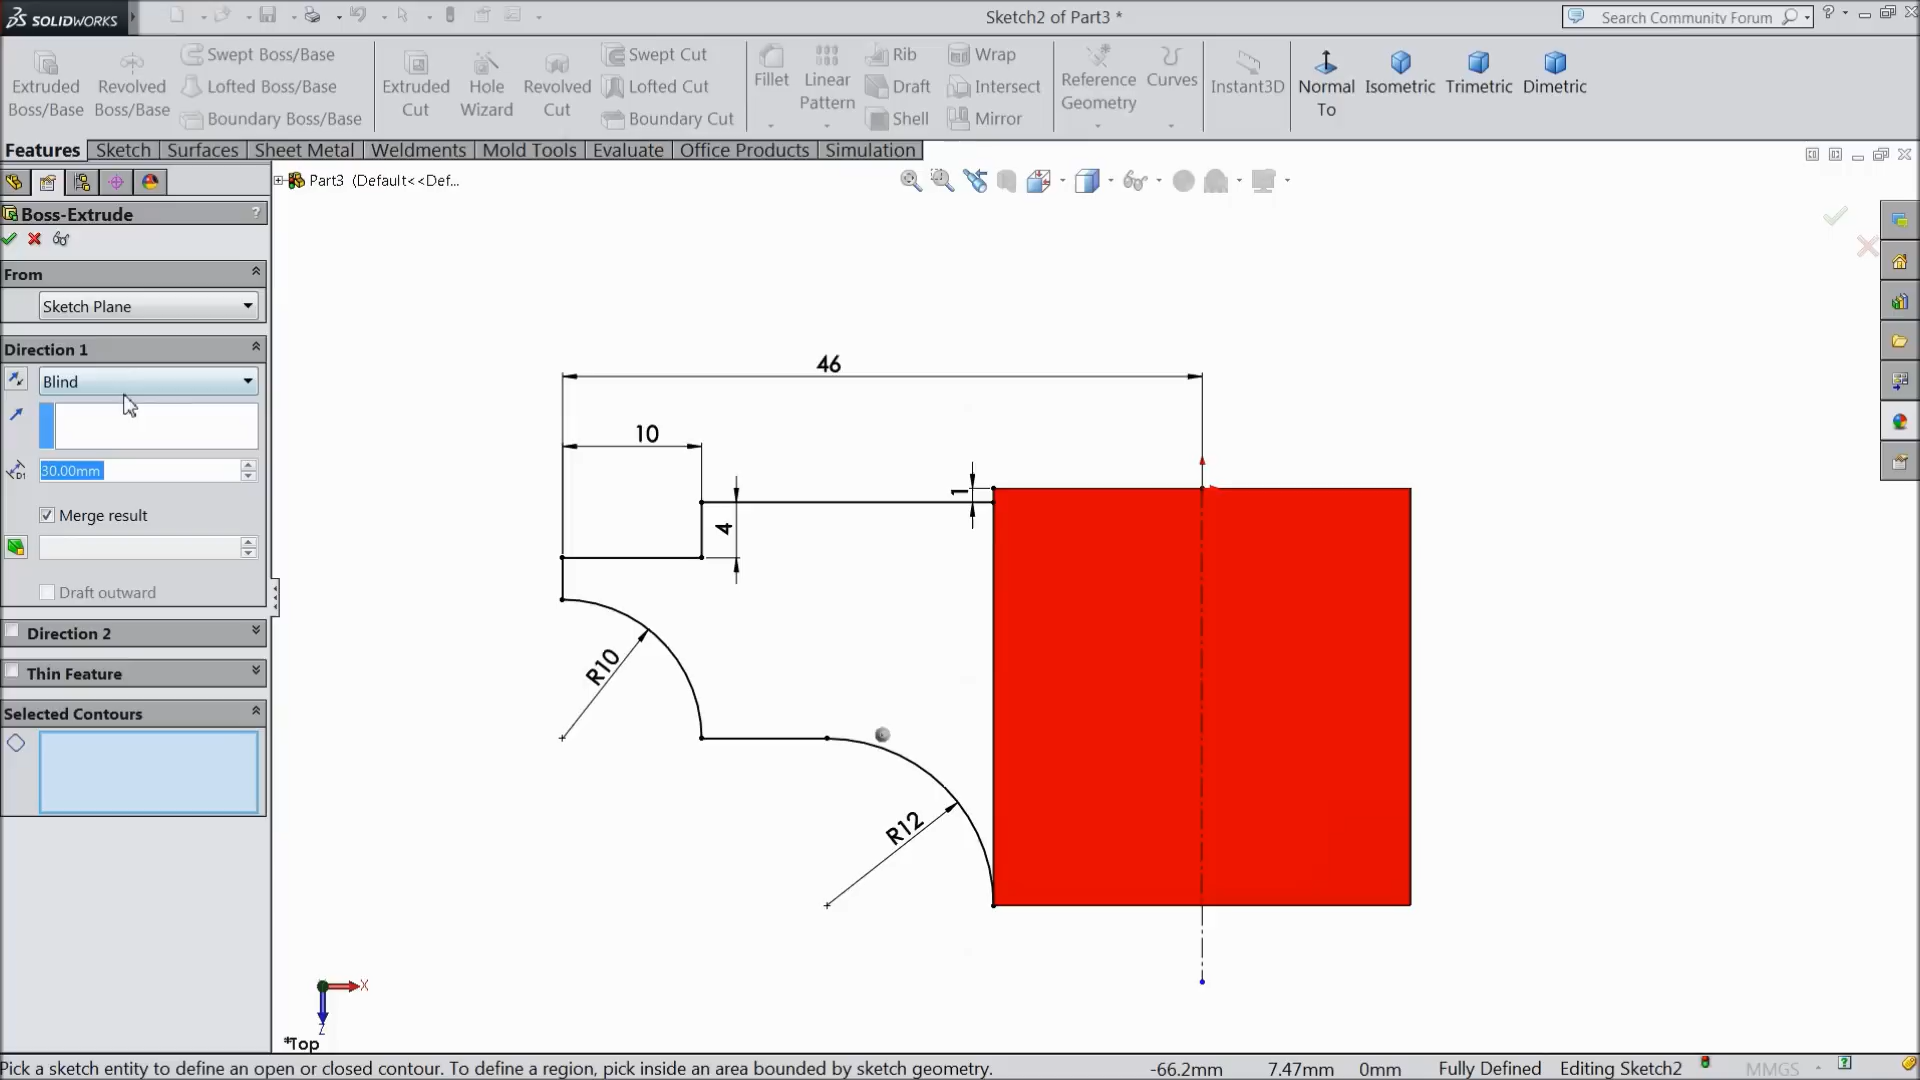 SOLIDWORKS
Sketch2 of Part3 *
Search Community Forum
?
Extruded Boss/Base
Revolved Boss/Base
Swept Boss/Base
Lofted Boss/Base
Boundary Boss/Base
Extruded Cut
Hole Wizard
Revolved Cut
Swept Cut
Lofted Cut
Boundary Cut
Fillet
Linear Pattern
Rib
Draft
Shell
Wrap
Intersect
Mirror
Reference Geometry
Curves
Instant3D
Normal To
Isometric
Trimetric
Dimetric
Features Sketch Surfaces Sheet Metal Weldments Mold Tools Evaluate Office Products Simulation
Part3 (Default<<Def...
Boss-Extrude ?
From
Sketch Plane
Direction 1
Blind
D1 30.00mm
Merge result
Draft outward
Direction 2
Thin Feature
Selected Contours
46
10
1
4
R10
R12
X
Z
*Top
Pick a sketch entity to define an open or closed contour. To define a region, pick inside an area bounded by sketch geometry. -66.2mm 7.47mm 0mm Fully Defined Editing Sketch2 MMGS ?